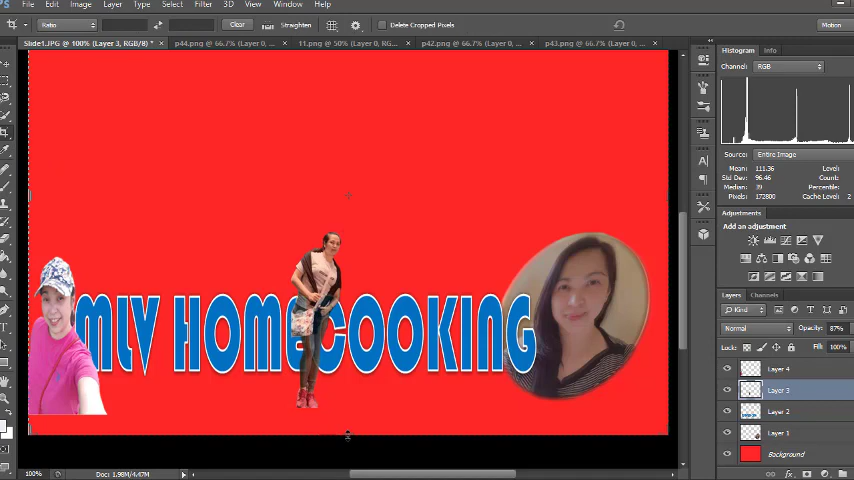 File Edit Image Layer Type Select Filter 3D View Window Help
Ratio Clear Straighten Delete Cropped Pixels Motion
Slide1.JPG @ 100% (Layer 3, RGB/8) * × p44.png @ 66.7% (Layer 0, ... × 11.png @ 50% (Layer 0, RGB... × p42.png @ 66.7% (Layer 0, ... × p43.png @ 66.7% (Layer 0, ... ×
Histogram Info
Channel: RGB
Source: Entire Image
Mean: 111.36 Level:
Std Dev: 96.46 Count:
Median: 39 Percentile:
Pixels: 172800 Cache Level: 2
Adjustments
Add an adjustment
Layers Channels
Kind
Normal Opacity: 87%
Lock: Fill: 100%
Layer 4
Layer 3
Layer 2
Layer 1
Background
MLV HOMECOOKING
100% Doc: 1.98M/4.47M